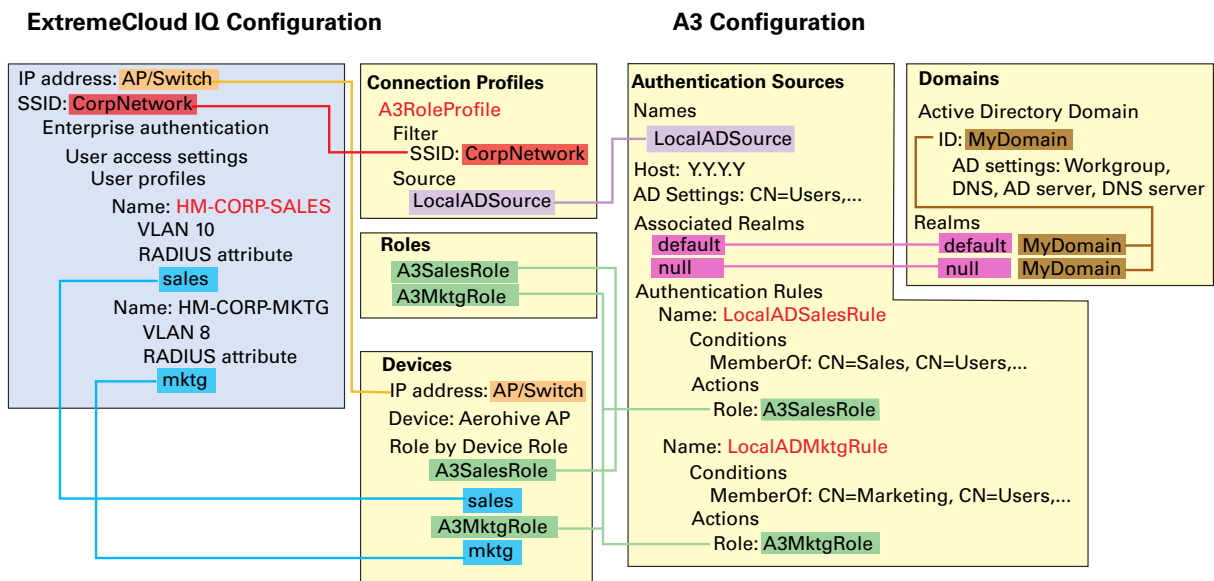 ExtremeCloud IQ Configuration
A3 Configuration
IP address: AP/Switch
SSID: CorpNetwork
Enterprise authentication
User access settings
User profiles
Name: HM-CORP-SALES
VLAN 10
RADIUS attribute
sales
Name: HM-CORP-MKTG
VLAN 8
RADIUS attribute
mktg
Connection Profiles
A3RoleProfile
Filter
SSID: CorpNetwork
Source
LocalADSource
Roles
A3SalesRole
A3MktgRole
Devices
IP address: AP/Switch
Device: Aerohive AP
Role by Device Role
A3SalesRole
sales
A3MktgRole
mktg
Authentication Sources
Names
LocalADSource
Host: Y.Y.Y.Y
AD Settings: CN=Users,...
Associated Realms
default
null
Authentication Rules
Name: LocalADSalesRule
Conditions
MemberOf: CN=Sales, CN=Users,...
Actions
Role: A3SalesRole
Name: LocalADMktgRule
Conditions
MemberOf: CN=Marketing, CN=Users,...
Actions
Role: A3MktgRole
Domains
Active Directory Domain
ID: MyDomain
AD settings: Workgroup,
DNS, AD server, DNS server
Realms
default MyDomain
null MyDomain